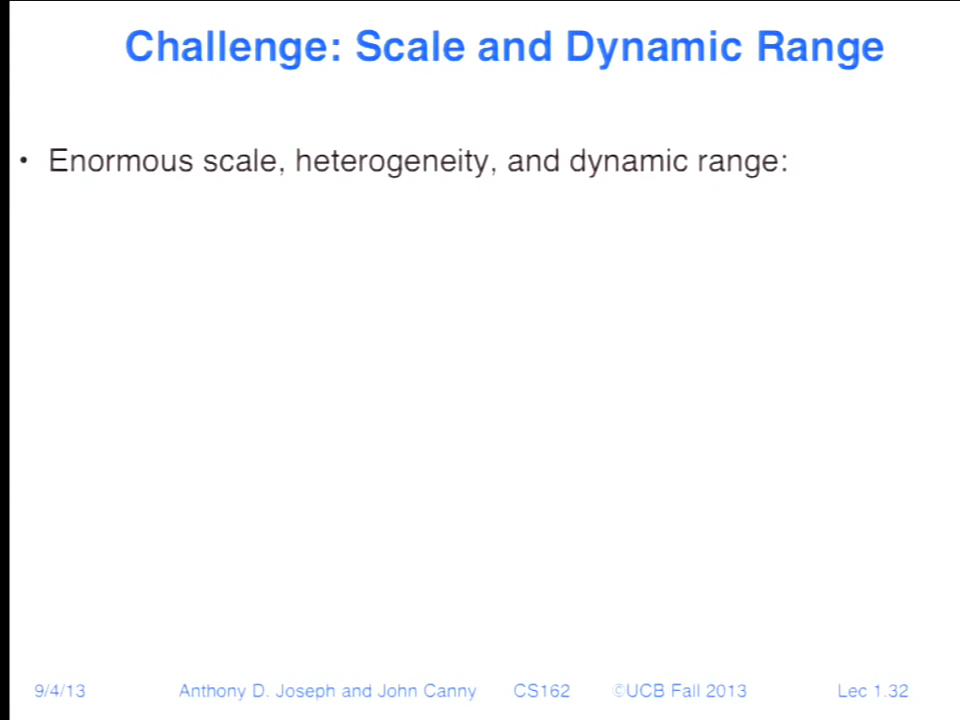 Challenge: Scale and Dynamic Range
• Enormous scale, heterogeneity, and dynamic range:
9/4/13 Anthony D. Joseph and John Canny CS162 ©UCB Fall 2013 Lec 1.32